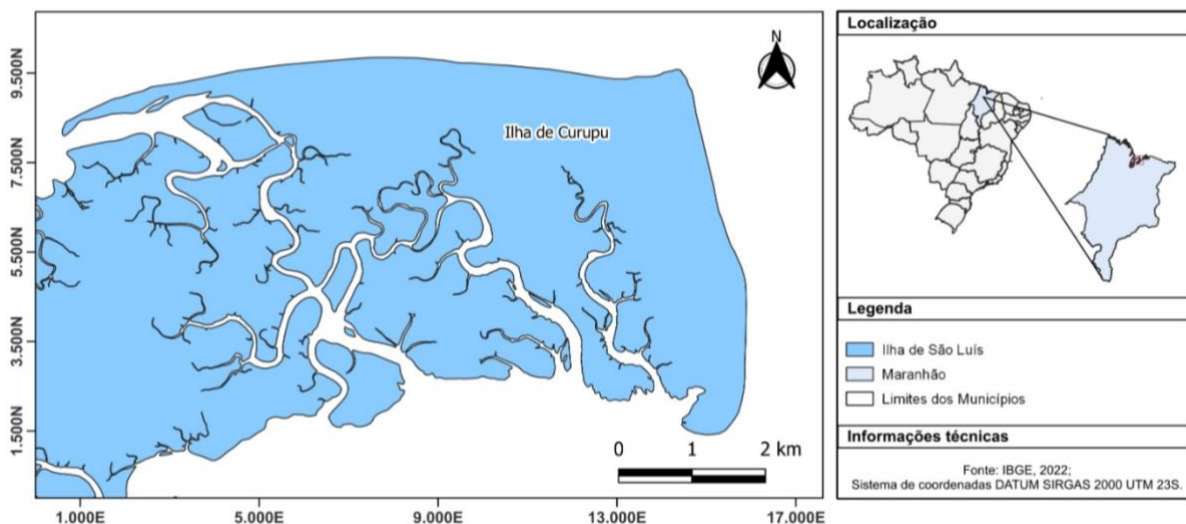 9.500N
7.500N
5.500N
3.500N
1.500N
N
Ilha de Curupu
0 1 2 km
1.000E 5.000E 9.000E 13.000E 17.000E
Localização
Legenda
Ilha de São Luís
Maranhão
Limites dos Municípios
Informações técnicas
Fonte: IBGE, 2022;
Sistema de coordenadas DATUM SIRGAS 2000 UTM 23S.